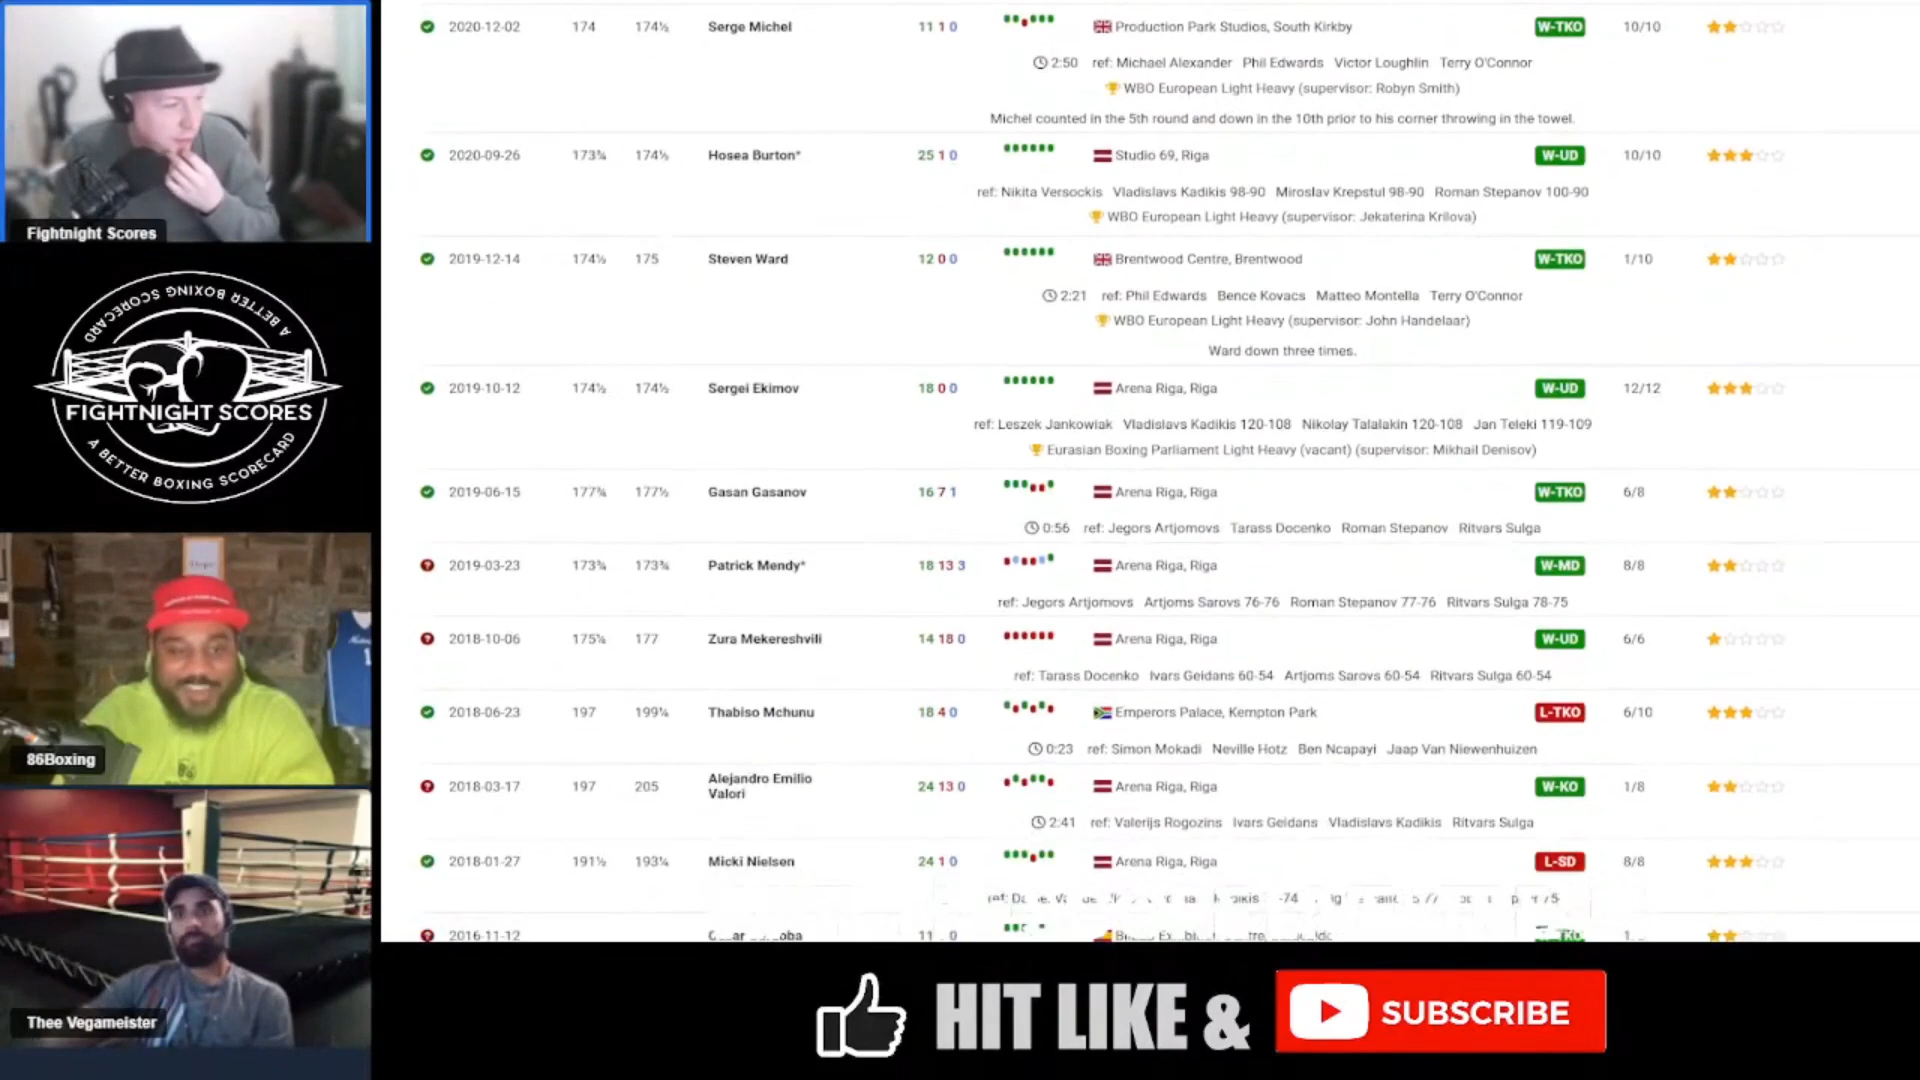 Fightnight Scores
A BETTER BOXING SCORECARD
FIGHTNIGHT SCORES
A BETTER BOXING SCORECARD
86Boxing
Thee Vegameister
2020-12-02 174 174½ Serge Michel 11 1 0 Production Park Studios, South Kirkby W-TKO 10/10
2:50 ref: Michael Alexander Phil Edwards Victor Loughlin Terry O'Connor
WBO European Light Heavy (supervisor: Robyn Smith)
Michel counted in the 5th round and down in the 10th prior to his corner throwing in the towel.
2020-09-26 173¾ 174½ Hosea Burton* 25 1 0 Studio 69, Riga W-UD 10/10
ref: Nikita Versockis Vladislavs Kadikis 98-90 Miroslav Krepstul 98-90 Roman Stepanov 100-90
WBO European Light Heavy (supervisor: Jekaterina Krilova)
2019-12-14 174½ 175 Steven Ward 12 0 0 Brentwood Centre, Brentwood W-TKO 1/10
2:21 ref: Phil Edwards Bence Kovacs Matteo Montella Terry O'Connor
WBO European Light Heavy (supervisor: John Handelaar)
Ward down three times.
2019-10-12 174½ 174½ Sergei Ekimov 18 0 0 Arena Riga, Riga W-UD 12/12
ref: Leszek Jankowiak Vladislavs Kadikis 120-108 Nikolay Talalakin 120-108 Jan Teleki 119-109
Eurasian Boxing Parliament Light Heavy (vacant) (supervisor: Mikhail Denisov)
2019-06-15 177¾ 177½ Gasan Gasanov 16 7 1 Arena Riga, Riga W-TKO 6/8
0:56 ref: Jegors Artjomovs Tarass Docenko Roman Stepanov Ritvars Sulga
2019-03-23 173¾ 173¾ Patrick Mendy* 18 13 3 Arena Riga, Riga W-MD 8/8
ref: Jegors Artjomovs Artjoms Sarovs 76-76 Roman Stepanov 77-76 Ritvars Sulga 78-75
2018-10-06 175¼ 177 Zura Mekereshvili 14 18 0 Arena Riga, Riga W-UD 6/6
ref: Tarass Docenko Ivars Geidans 60-54 Artjoms Sarovs 60-54 Ritvars Sulga 60-54
2018-06-23 197 199¼ Thabiso Mchunu 18 4 0 Emperors Palace, Kempton Park L-TKO 6/10
0:23 ref: Simon Mokadi Neville Hotz Ben Ncapayi Jaap Van Niewenhuizen
2018-03-17 197 205 Alejandro Emilio Valori 24 13 0 Arena Riga, Riga W-KO 1/8
2:41 ref: Valerijs Rogozins Ivars Geidans Vladislavs Kadikis Ritvars Sulga
2018-01-27 191½ 193¼ Micki Nielsen 24 1 0 Arena Riga, Riga L-SD 8/8
2016-11-12
HIT LIKE & SUBSCRIBE